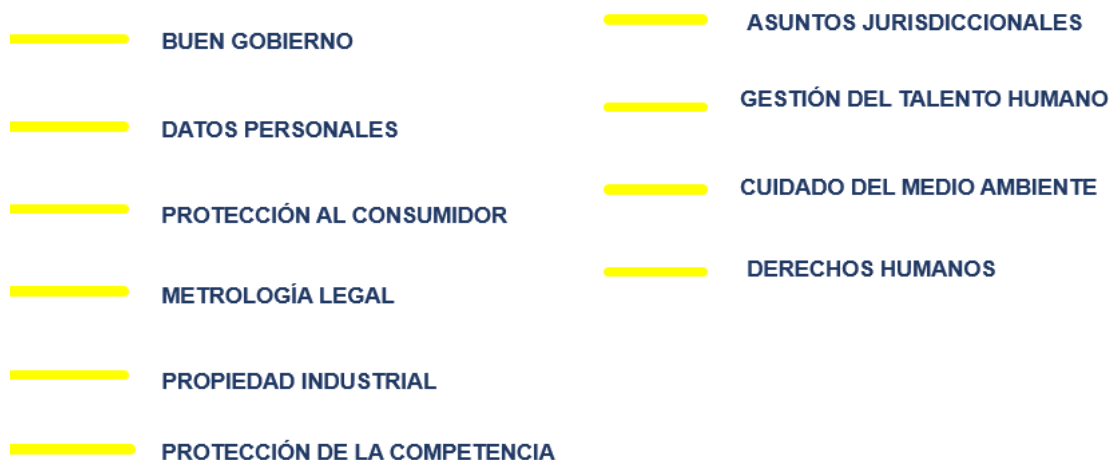 BUEN GOBIERNO
DATOS PERSONALES
PROTECCIÓN AL CONSUMIDOR
METROLOGÍA LEGAL
PROPIEDAD INDUSTRIAL
PROTECCIÓN DE LA COMPETENCIA
ASUNTOS JURISDICCIONALES
GESTIÓN DEL TALENTO HUMANO
CUIDADO DEL MEDIO AMBIENTE
DERECHOS HUMANOS